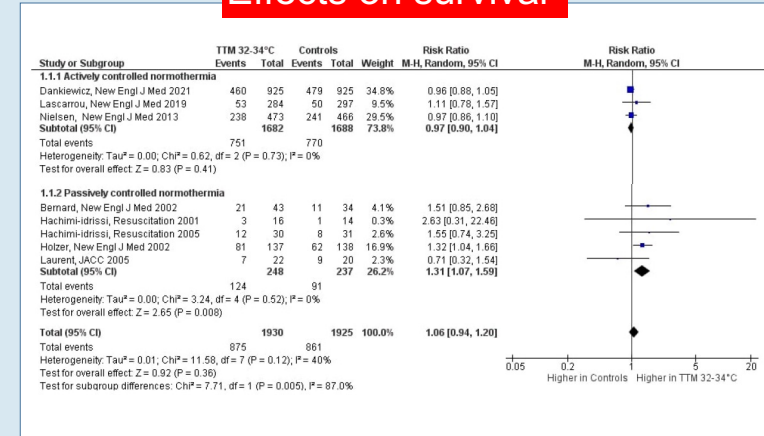 Effects on survival
TTM 32-34°C Controls Risk Ratio Risk Ratio
Study or Subgroup Events Total Events Total Weight M-H, Random, 95% CI M-H, Random, 95% CI
1.1.1 Actively controlled normothermia
Dankiewicz, New Engl J Med 2021 460 925 479 925 34.8% 0.96 [0.88, 1.05]
Lascarrou, New Engl J Med 2019 53 284 50 297 9.5% 1.11 [0.78, 1.57]
Nielsen, New Engl J Med 2013 238 473 241 466 29.5% 0.97 [0.86, 1.10]
Subtotal (95% CI) 1682 1688 73.8% 0.97 [0.90, 1.04]
Total events 751 770
Heterogeneity: Tau² = 0.00; Chi² = 0.62, df = 2 (P = 0.73); I² = 0%
Test for overall effect: Z = 0.83 (P = 0.41)
1.1.2 Passively controlled normothermia
Bernard, New Engl J Med 2002 21 43 11 34 4.1% 1.51 [0.85, 2.68]
Hachimi-idrissi, Resuscitation 2001 3 16 1 14 0.3% 2.63 [0.31, 22.46]
Hachimi-idrissi, Resuscitation 2005 12 30 8 31 2.6% 1.55 [0.74, 3.25]
Holzer, New Engl J Med 2002 81 137 62 138 16.9% 1.32 [1.04, 1.66]
Laurent, JACC 2005 7 22 9 20 2.3% 0.71 [0.32, 1.54]
Subtotal (95% CI) 248 237 26.2% 1.31 [1.07, 1.59]
Total events 124 91
Heterogeneity: Tau² = 0.00; Chi² = 3.24, df = 4 (P = 0.52); I² = 0%
Test for overall effect: Z = 2.65 (P = 0.008)
Total (95% CI) 1930 1925 100.0% 1.06 [0.94, 1.20]
Total events 875 861
Heterogeneity: Tau² = 0.01; Chi² = 11.58, df = 7 (P = 0.12); I² = 40%
Test for overall effect: Z = 0.92 (P = 0.36)
Test for subgroup differences: Chi² = 7.71, df = 1 (P = 0.005), I² = 87.0%
0.05 0.2 1 5 20
Higher in Controls Higher in TTM 32-34°C